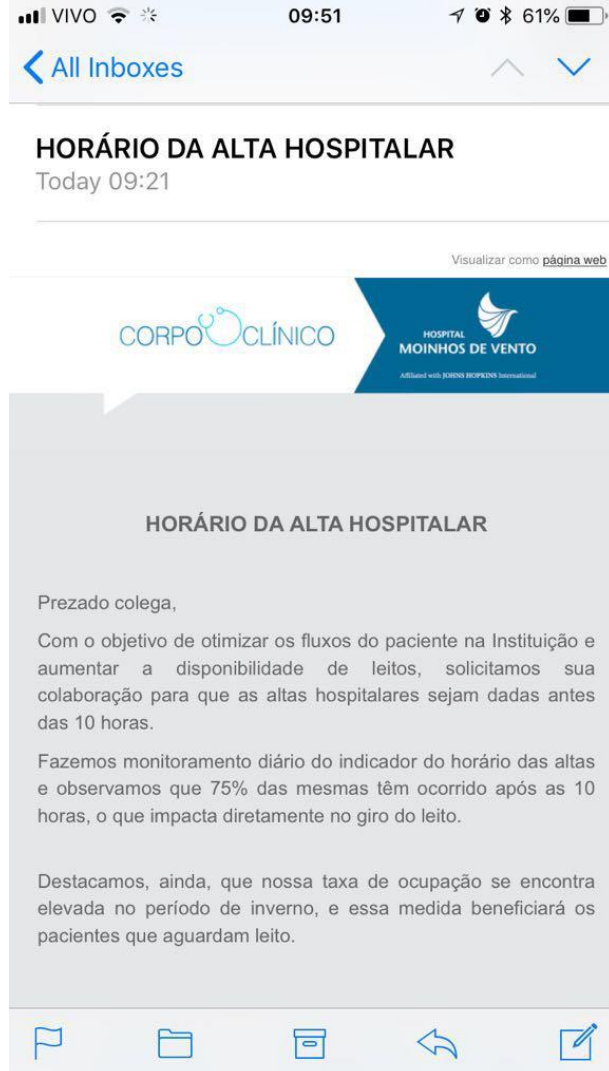 VIVO 09:51 61%
All Inboxes
HORÁRIO DA ALTA HOSPITALAR
Today 09:21
Visualizar como página web
CORPO CLÍNICO
HOSPITAL
MOINHOS DE VENTO
Affiliated with JOHNS HOPKINS International
HORÁRIO DA ALTA HOSPITALAR
Prezado colega,
Com o objetivo de otimizar os fluxos do paciente na Instituição e
aumentar a disponibilidade de leitos, solicitamos sua
colaboração para que as altas hospitalares sejam dadas antes
das 10 horas.
Fazemos monitoramento diário do indicador do horário das altas
e observamos que 75% das mesmas têm ocorrido após as 10
horas, o que impacta diretamente no giro do leito.
Destacamos, ainda, que nossa taxa de ocupação se encontra
elevada no período de inverno, e essa medida beneficiará os
pacientes que aguardam leito.